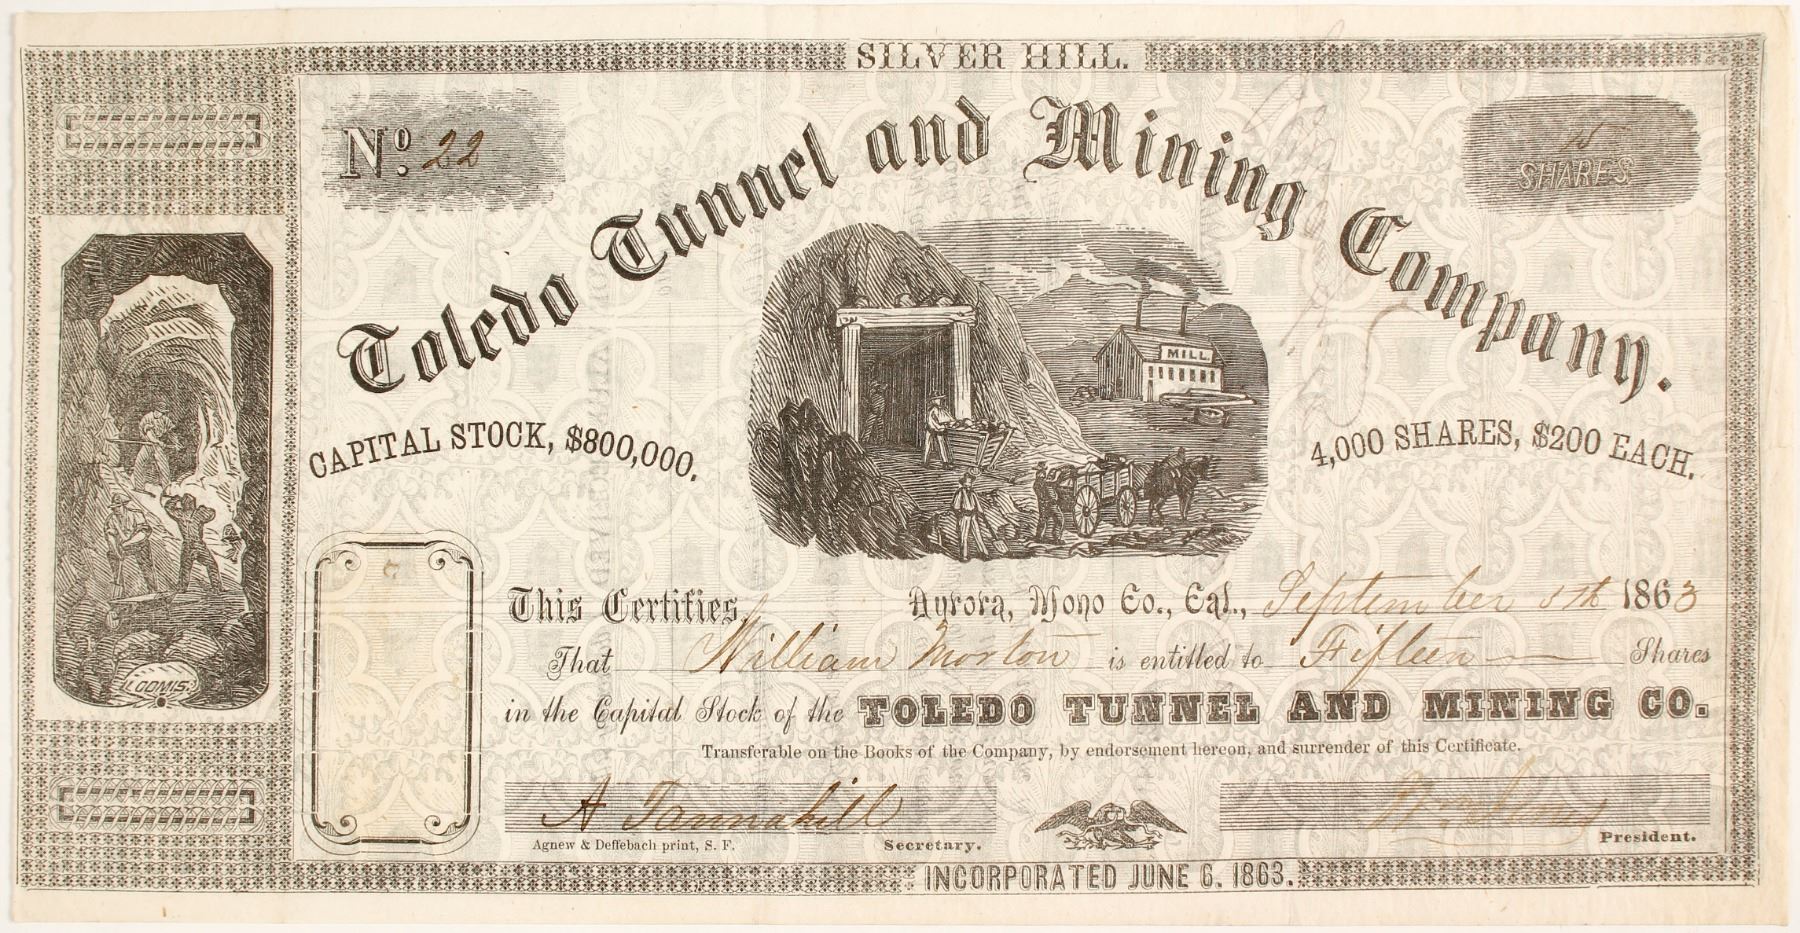 SILVER HILL.
No. 22
15
SHARES
Toledo Tunnel and Mining Company.
CAPITAL STOCK, $800,000.
4,000 SHARES, $200 EACH.
MILL.
LOOMIS.
This Certifies, Aurora, Mono Co., Cal., September 5th 1863
That William Morton is entitled to Fifteen Shares
in the Capital Stock of the TOLEDO TUNNEL AND MINING CO.
Transferable on the Books of the Company, by endorsement hereon, and surrender of this Certificate.
A Tannahill
Agnew & Deffebach print, S. F. Secretary. President.
INCORPORATED JUNE 6. 1863.